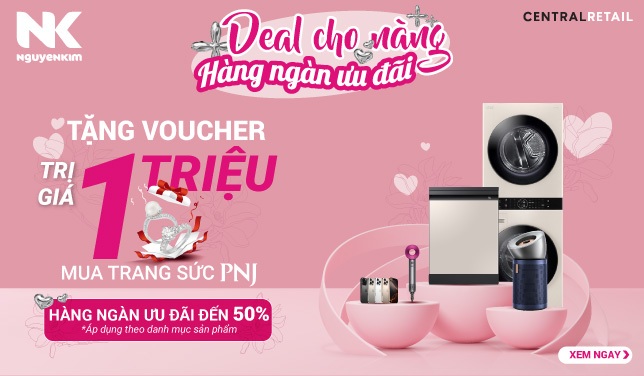 NK
NGUYENKIM
Deal cho nàng
Hàng ngàn ưu đãi
CENTRALRETAIL
TẶNG VOUCHER
TRỊ GIÁ 1 TRIỆU
MUA TRANG SỨC PNJ
HÀNG NGÀN ƯU ĐÃI ĐẾN 50%
*Áp dụng theo danh mục sản phẩm
XEM NGAY